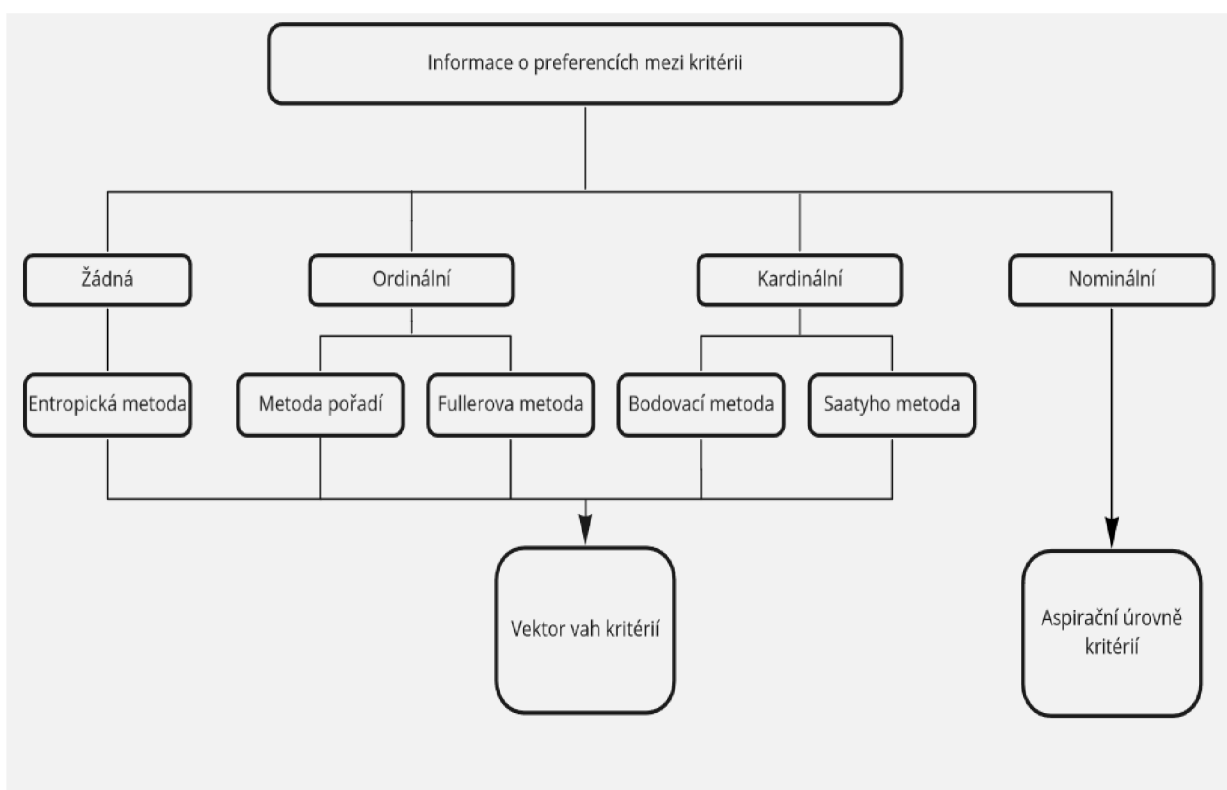 Informace o preferencích mezi kritérii
Žádná
Ordinální
Kardinální
Nominální
Entropická metoda
Metoda pořadí
Fullerova metoda
Bodovací metoda
Saatyho metoda
Vektor vah kritérií
Aspirační úrovně
kritérií